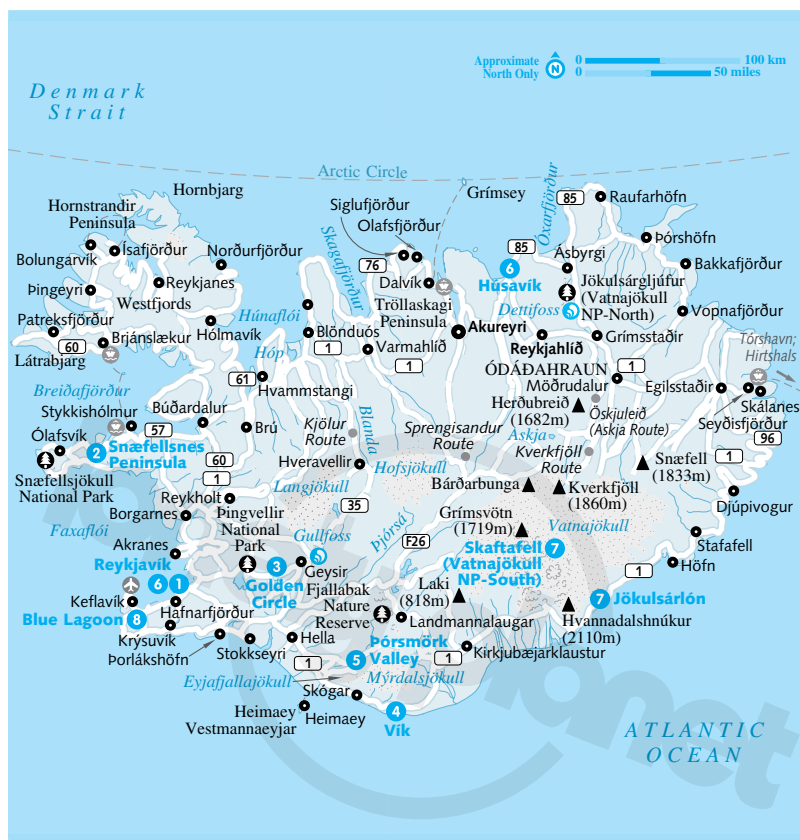 Approximate
North Only
N
0
100 km
0
50 miles
Denmark
Strait
Arctic Circle
Hornbjarg
Hornstrandir
Peninsula
Grímsey
Siglufjörður
Olafsfjörður
Öxarfjörður
85
Raufarhöfn
Bolungarvík
Ísafjörður
Norðurfjörður
Skagafjörður
76
85
Þórshöfn
6
Húsavík
Ásbyrgi
Bakkafjörður
Þingeyri
Reykjanes
Westfjords
Dalvík
Tröllaskagi
Peninsula
Jökulsárgljúfur
(Vatnajökull
NP-North)
Dettifoss
Vopnafjörður
Patreksfjörður
Brjánslækur
60
Hólmavík
Húnaflói
Blönduós
Akureyri
Reykjahlíð
Grímsstaðir
Tórshavn;
Hirtshals
Látrabjarg
Hóp
1
Varmahlíð
1
ÓDÁÐAHRAUN
1
Möðrudalur
Egilsstaðir
61
Hvammstangi
Herðubreið
(1682m)
Öskjuleið
(Askja Route)
Skálanes
Seyðisfjörður
Breiðafjörður
Stykkishólmur
Búðardalur
57
Brú
Kjölur
Route
Blanda
Sprengisandur
Route
Askja
96
Ólafsvík
2
Snæfellsnes
Peninsula
Kverkfjöll
Route
Snæfell
(1833m)
1
60
Hveravellir
Hofsjökull
Snæfellsjökull
National Park
Reykholt
Langjökull
Bárðarbunga
Kverkfjöll
(1860m)
Djúpivogur
Borgarnes
Þingvellir
National
Park
35
Grímsvötn
(1719m)
Vatnajökull
Faxaflói
Gullfoss
Þjórsá
F26
Stafafell
Akranes
Reykjavík
6
1
3
Golden
Circle
Geysir
Skaftafell
(Vatnajökull
NP-South)
7
Höfn
1
Fjallabak
Nature
Reserve
Laki
(818m)
7
Jökulsárlón
Keflavík
Hafnarfjörður
Blue Lagoon
8
Landmannalaugar
Hvannadalshnúkur
(2110m)
Krýsuvík
Þorlákshöfn
Stokkseyri
Hella
Þórsmörk
Valley
5
1
Kirkjubæjarklaustur
1
Eyjafjallajökull
Mýrdalsjökull
Skógar
Heimaey
Vestmannaeyjar
Heimaey
4
Vík
ATLANTIC
OCEAN
lonely planet